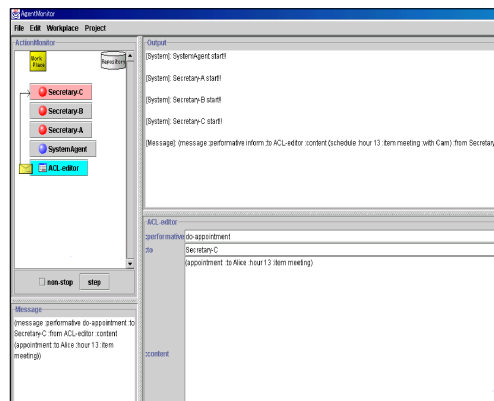 AgentMonitor
File Edit Workplace Project
ActionMonitor
Work
-Place
Repository
Secretary-C
Secretary-B
Secretary-A
SystemAgent
ACL-editor
non-stop step
Message
(message :performative do-appointment :to
Secretary-C :from ACL-editor :content
(appointment :to Alice :hour 13 :item
meeting))
Output
[System]: SystemAgent start!!
[System]: Secretary-A start!!
[System]: Secretary-B start!!
[System]: Secretary-C start!!
[Message]: (message :performative inform :to ACL-editor :content (schedule :hour 13 :item meeting :with Cam) :from Secretary
ACL-editor
:performative do-appointment
:to Secretary-C
(appointment :to Alice :hour 13 :item meeting)
:content